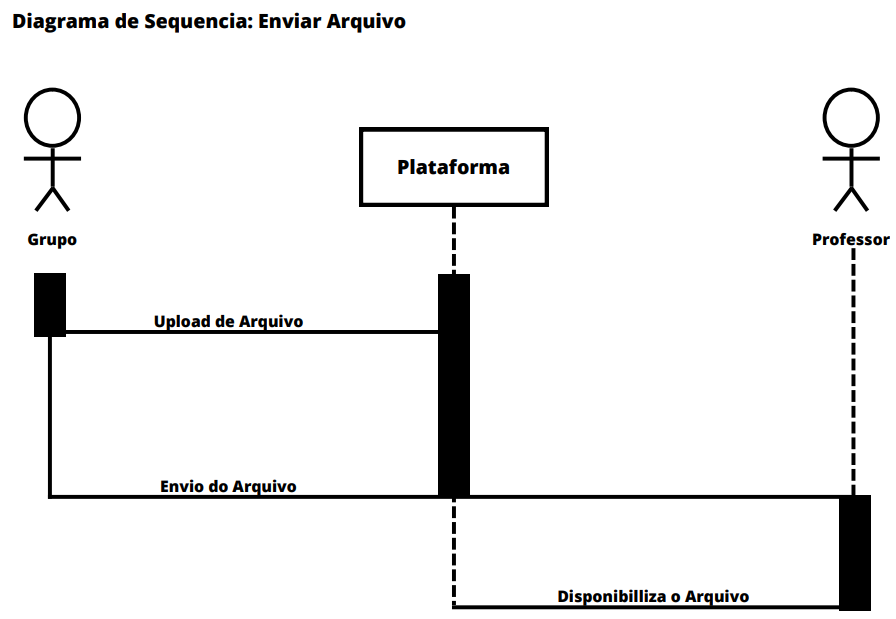 Diagrama de Sequencia: Enviar Arquivo
Plataforma
Grupo
Professor
Upload de Arquivo
Envio do Arquivo
Disponibilliza o Arquivo